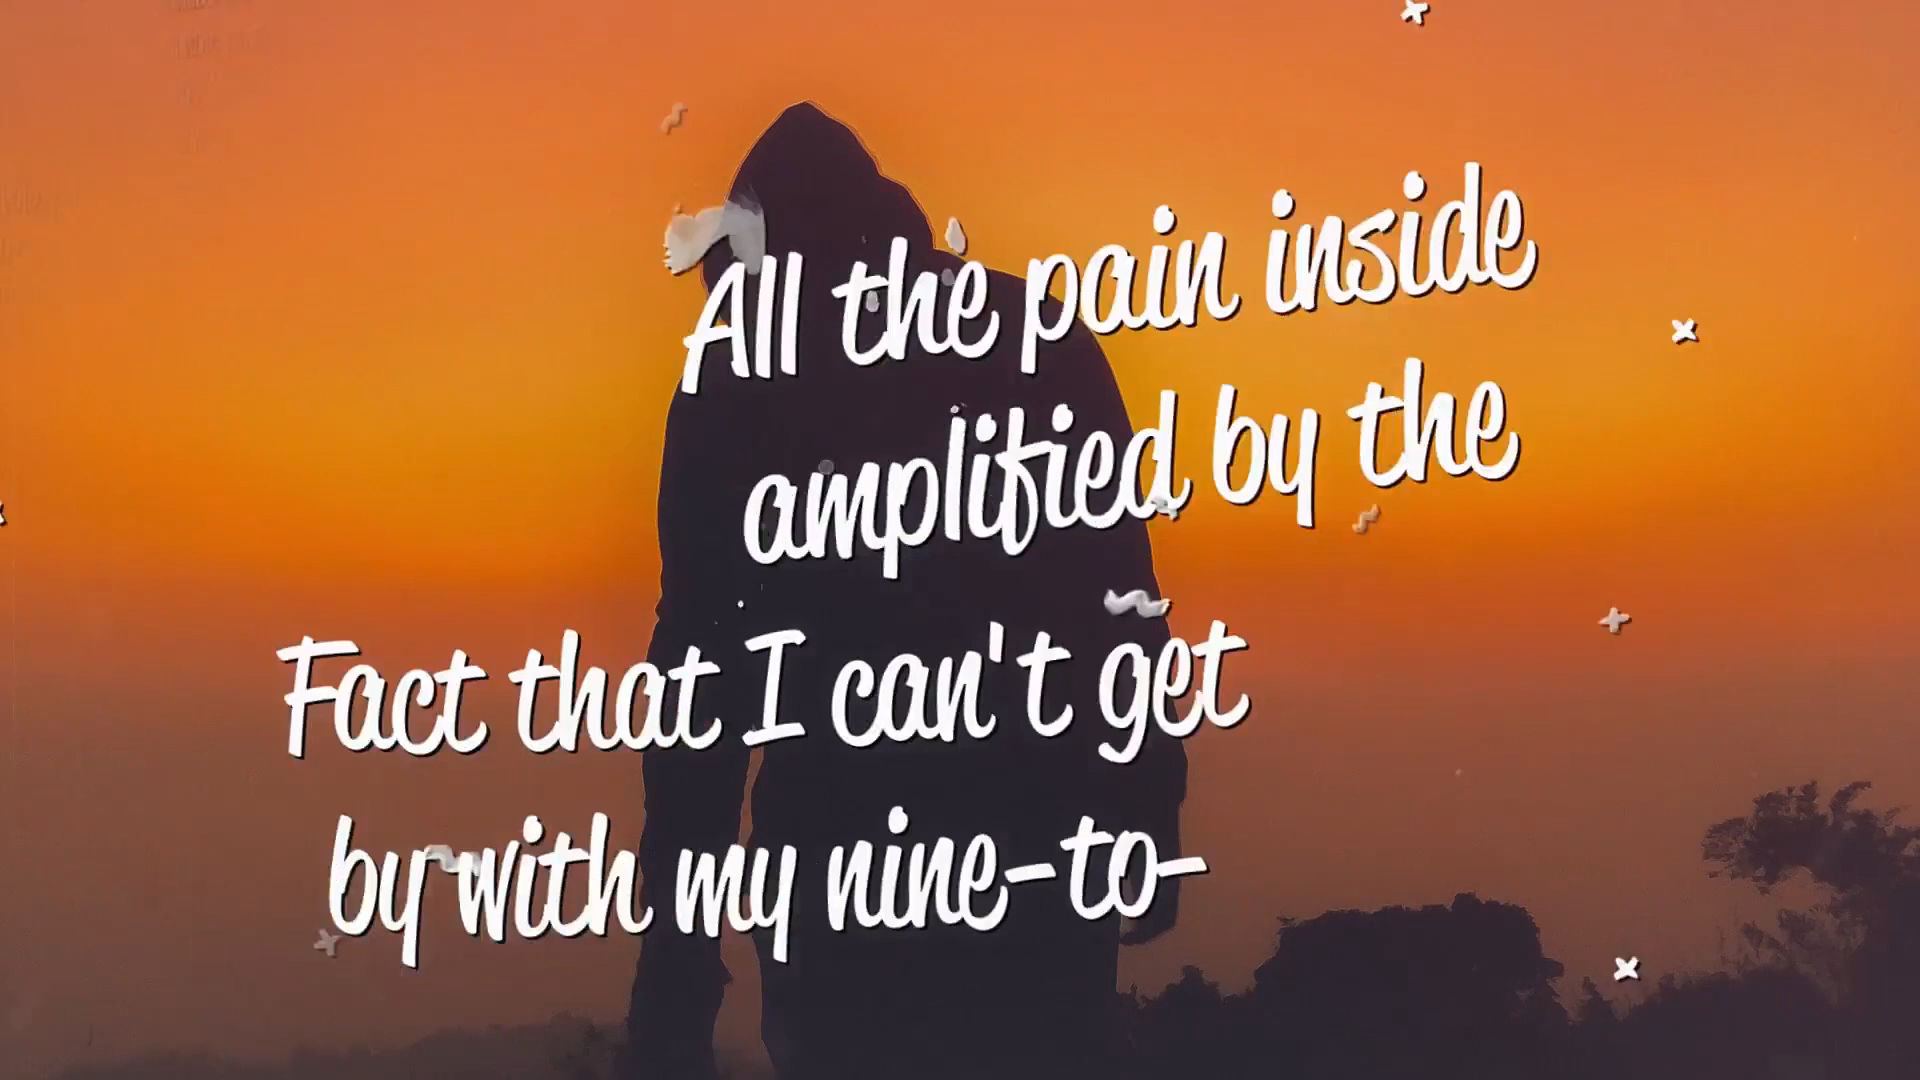 All the pain inside
amplified by the
Fact that I can't get
by with my nine-to-